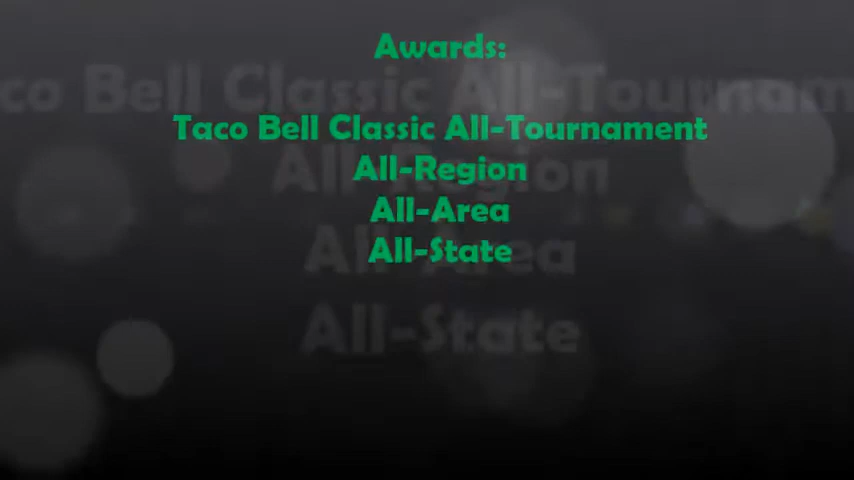 Awards:
Taco Bell Classic All-Tournament
All-Region
All-Area
All-State